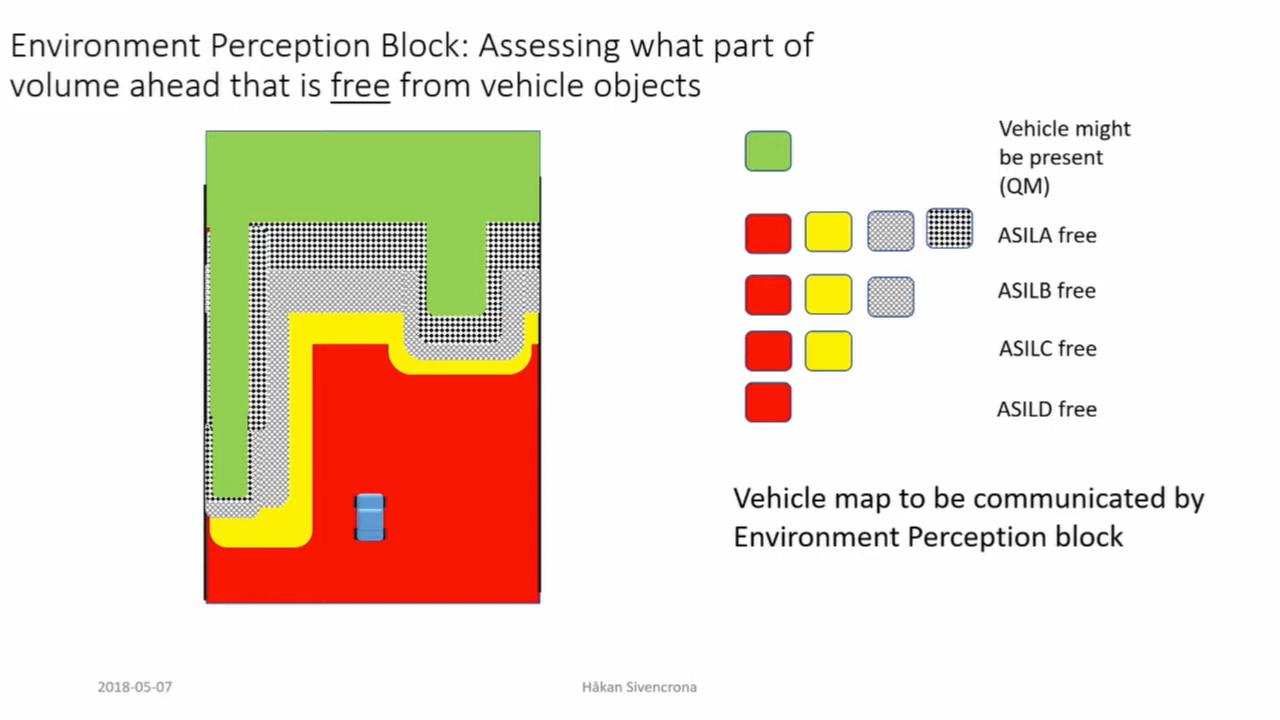 Environment Perception Block: Assessing what part of
volume ahead that is free from vehicle objects
Vehicle might
be present
(QM)
ASILA free
ASILB free
ASILC free
ASILD free
Vehicle map to be communicated by
Environment Perception block
2018-05-07
Håkan Sivencrona